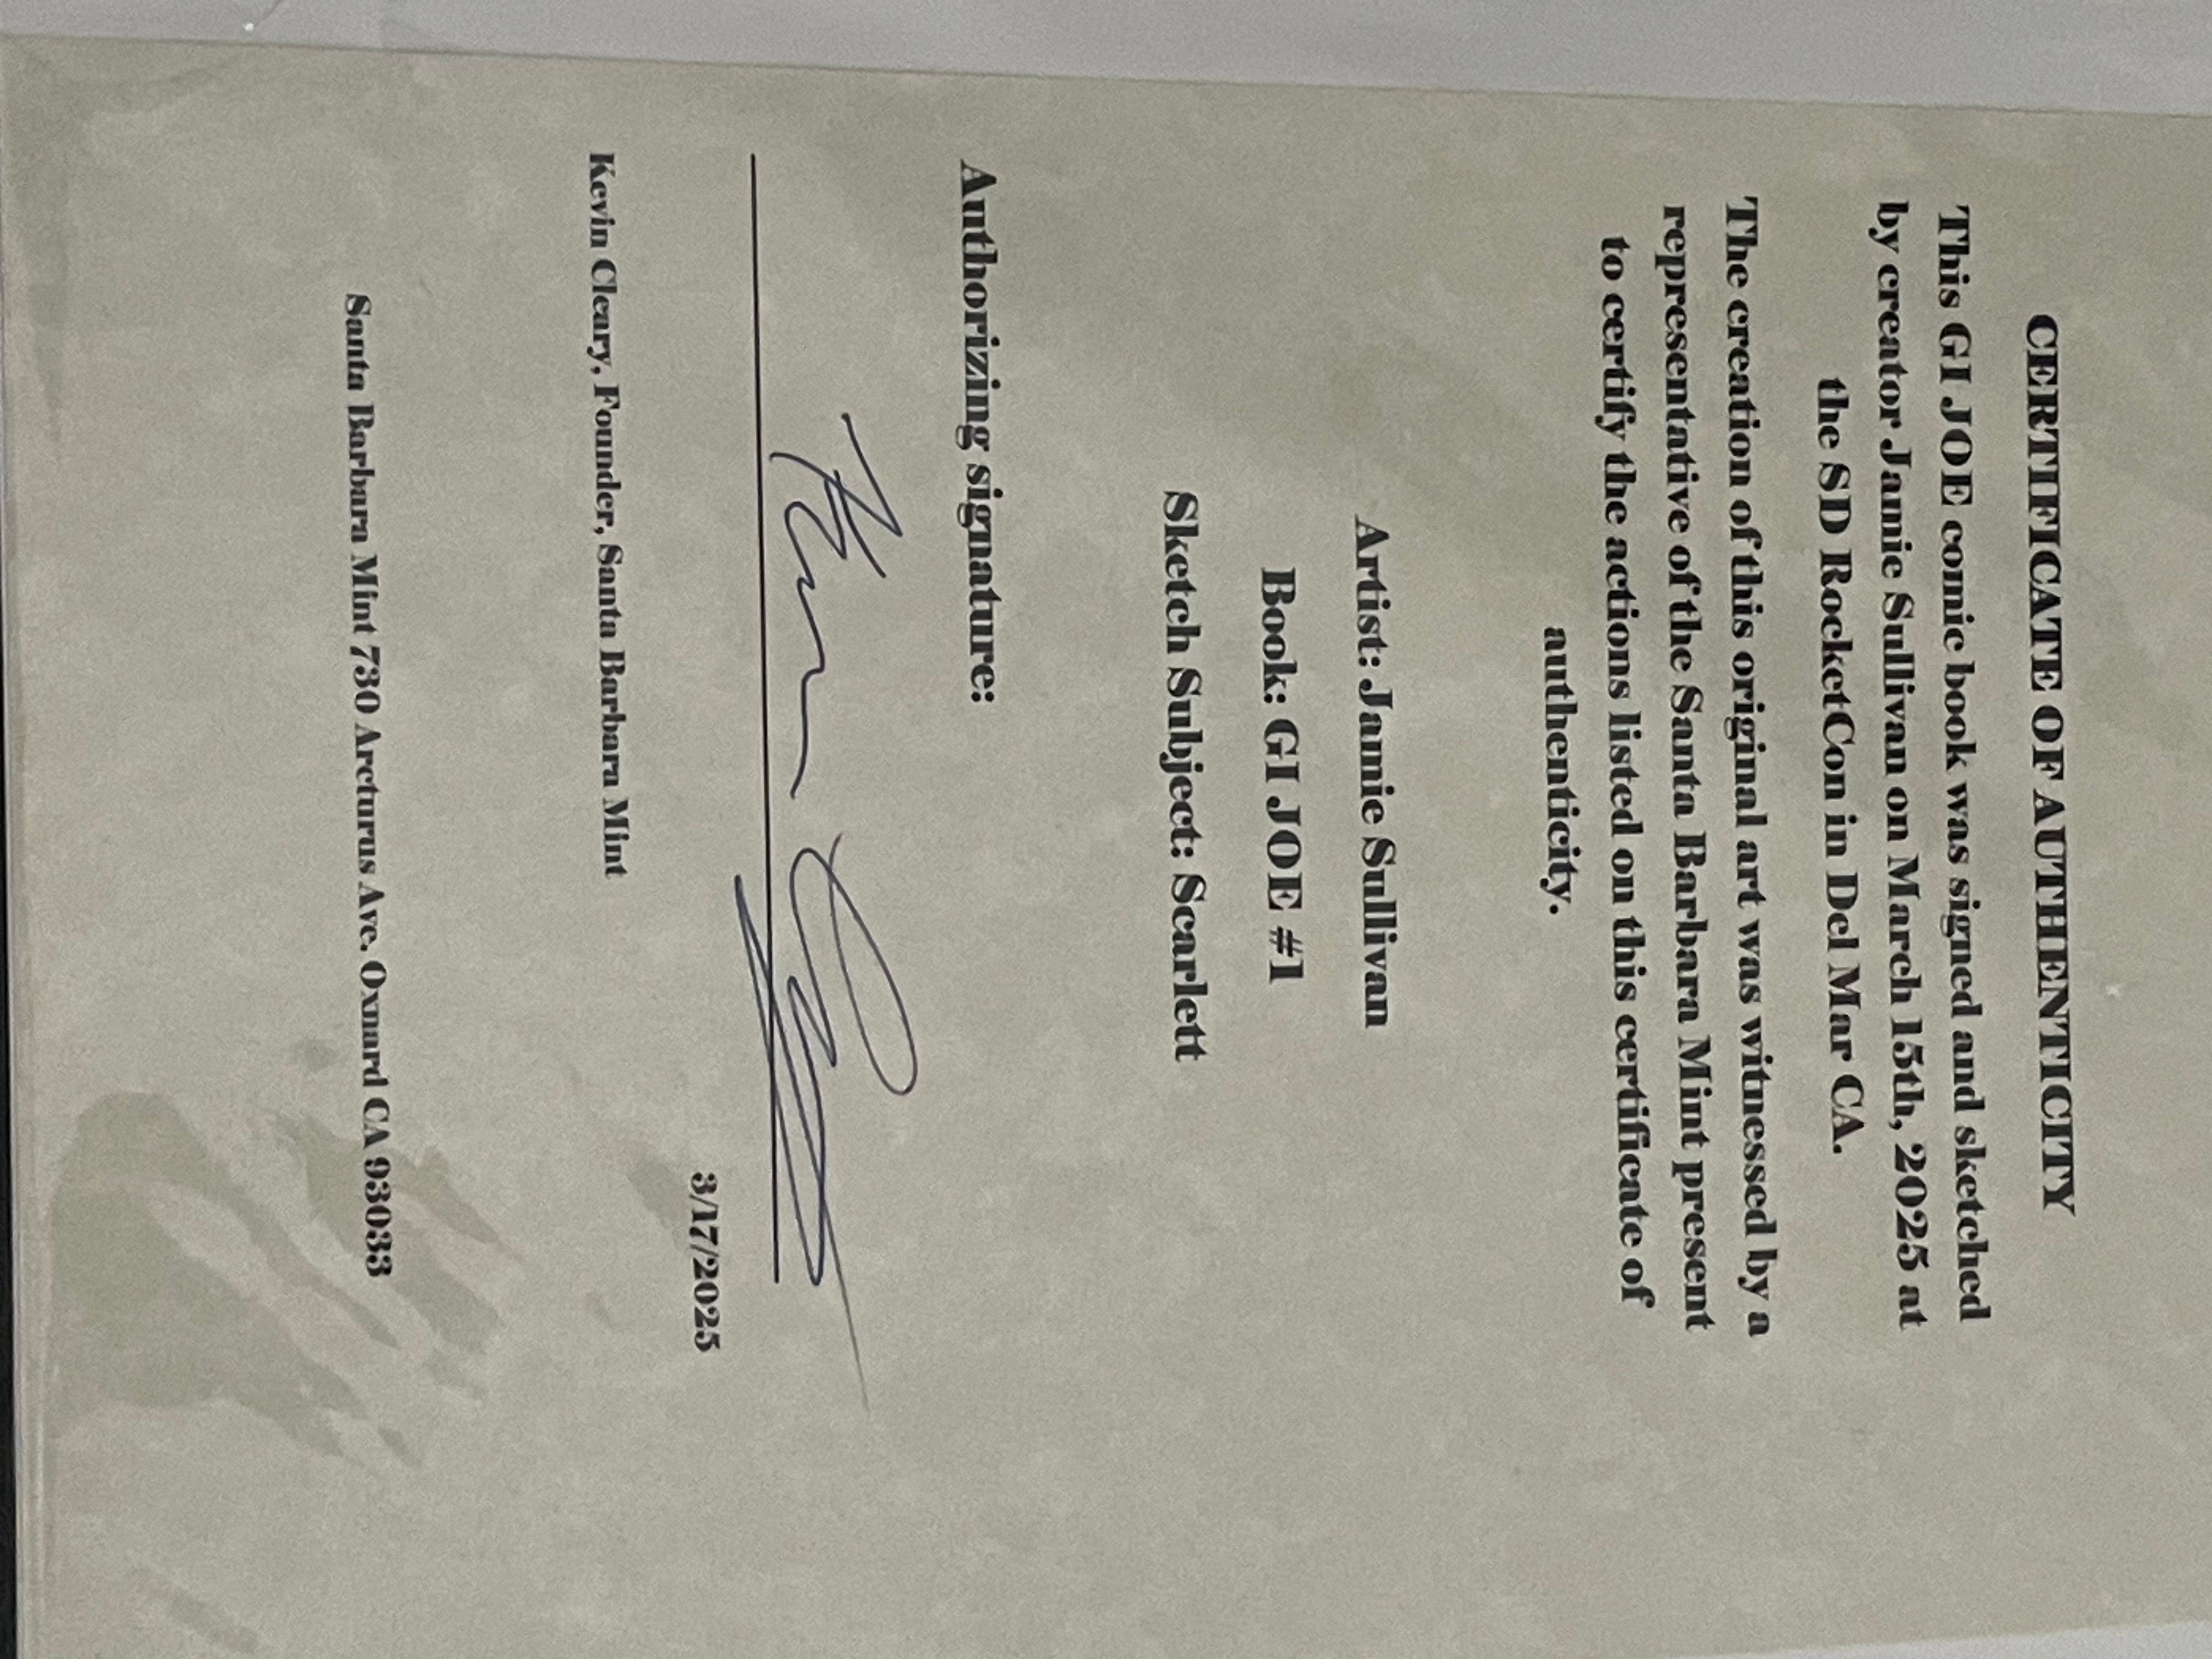 CERTIFICATE OF AUTHENTICITY
This GI JOE comic book was signed and sketched
by creator Jamie Sullivan on March 15th, 2025 at
the SD RocketCon in Del Mar CA.
The creation of this original art was witnessed by a
representative of the Santa Barbara Mint present
to certify the actions listed on this certificate of
authenticity.
Artist: Jamie Sullivan
Book: GI JOE #1
Sketch Subject: Scarlett
Authorizing signature:
3/17/2025
Kevin Cleary, Founder, Santa Barbara Mint
Santa Barbara Mint 730 Arcturus Ave. Oxnard CA 93033